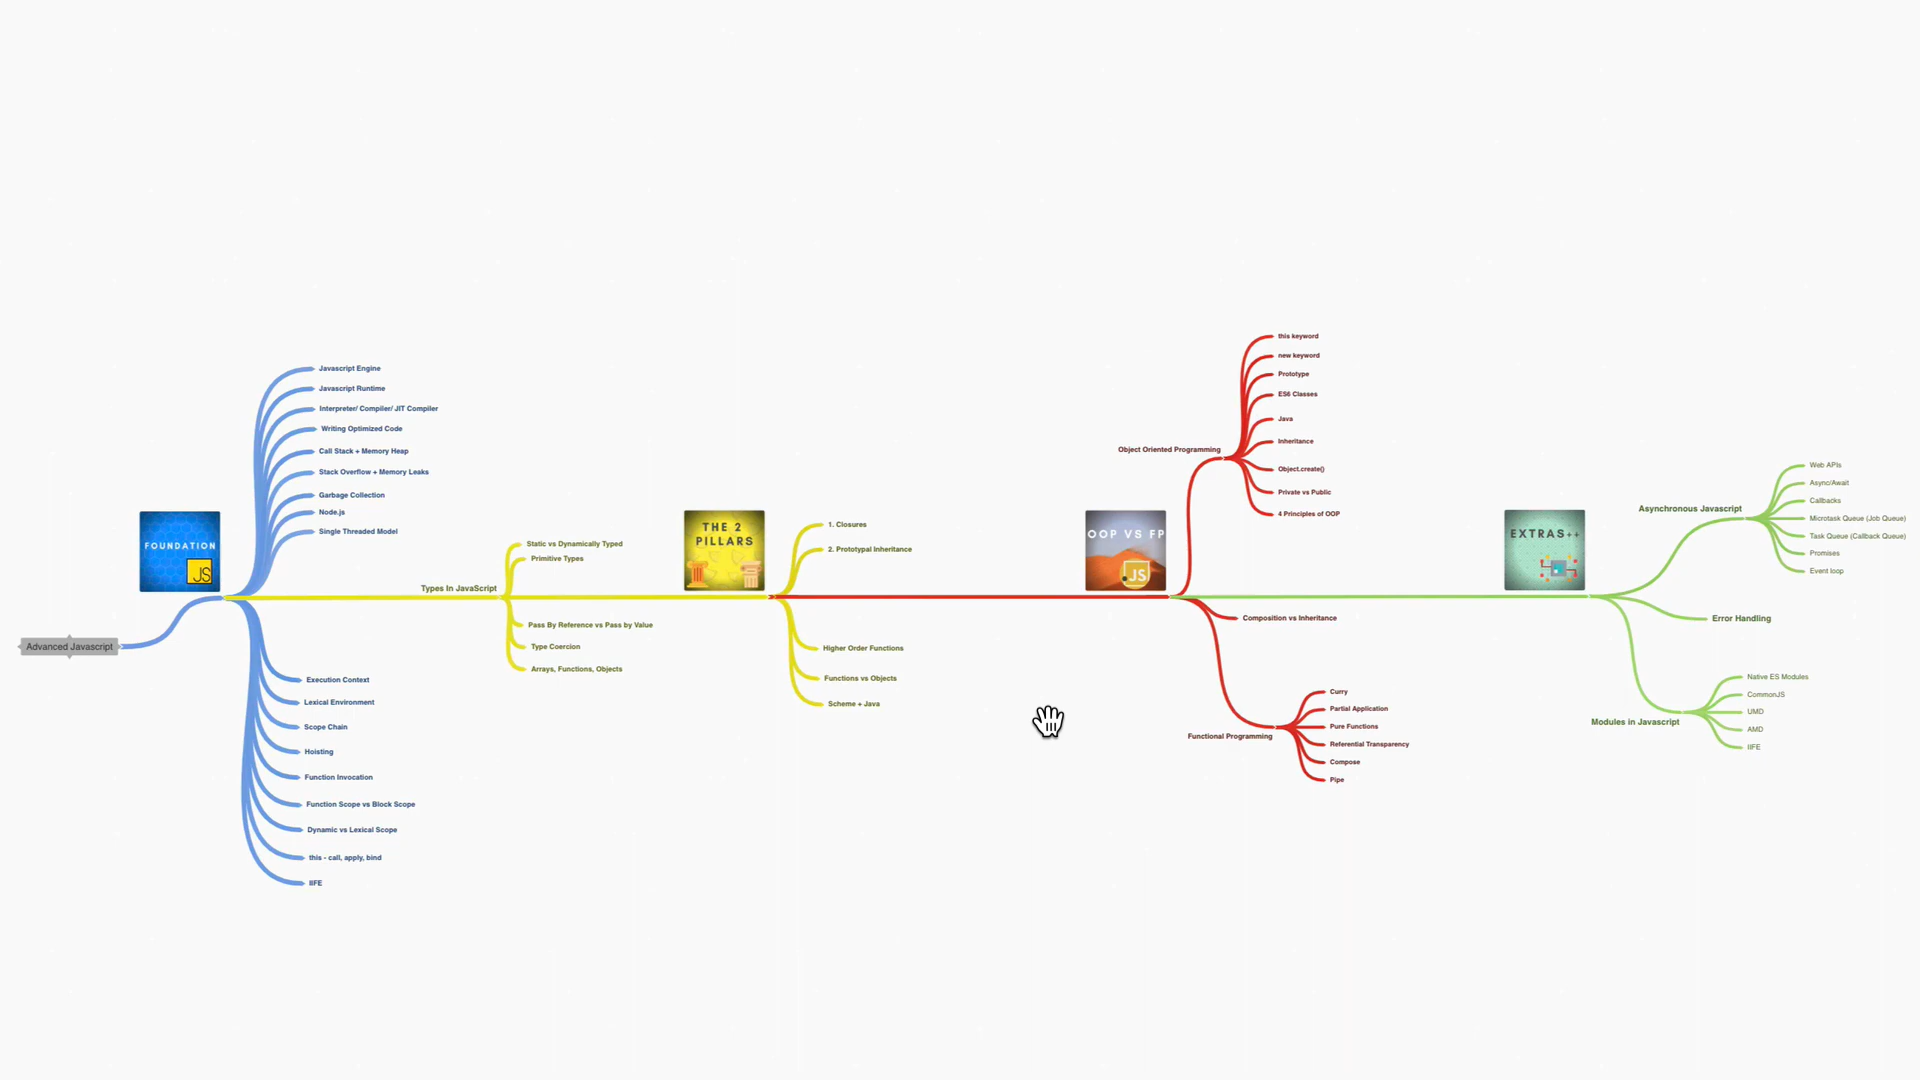 Advanced Javascript
FOUNDATION
JS
Javascript Engine
Javascript Runtime
Interpreter/ Compiler/ JIT Compiler
Writing Optimized Code
Call Stack + Memory Heap
Stack Overflow + Memory Leaks
Garbage Collection
Node.js
Single Threaded Model
Execution Context
Lexical Environment
Scope Chain
Hoisting
Function Invocation
Function Scope vs Block Scope
Dynamic vs Lexical Scope
this - call, apply, bind
IIFE
Types In JavaScript
Static vs Dynamically Typed
Primitive Types
Pass By Reference vs Pass by Value
Type Coercion
Arrays, Functions, Objects
THE 2
PILLARS
1. Closures
2. Prototypal Inheritance
Higher Order Functions
Functions vs Objects
Scheme + Java
OOP VS FP
JS
Object Oriented Programming
this keyword
new keyword
Prototype
ES6 Classes
Java
Inheritance
Object.create()
Private vs Public
4 Principles of OOP
Composition vs Inheritance
Functional Programming
Curry
Partial Application
Pure Functions
Referential Transparency
Compose
Pipe
EXTRAS++
Asynchronous Javascript
Web APIs
Async/Await
Callbacks
Microtask Queue (Job Queue)
Task Queue (Callback Queue)
Promises
Event loop
Error Handling
Modules in Javascript
Native ES Modules
CommonJS
UMD
AMD
IIFE